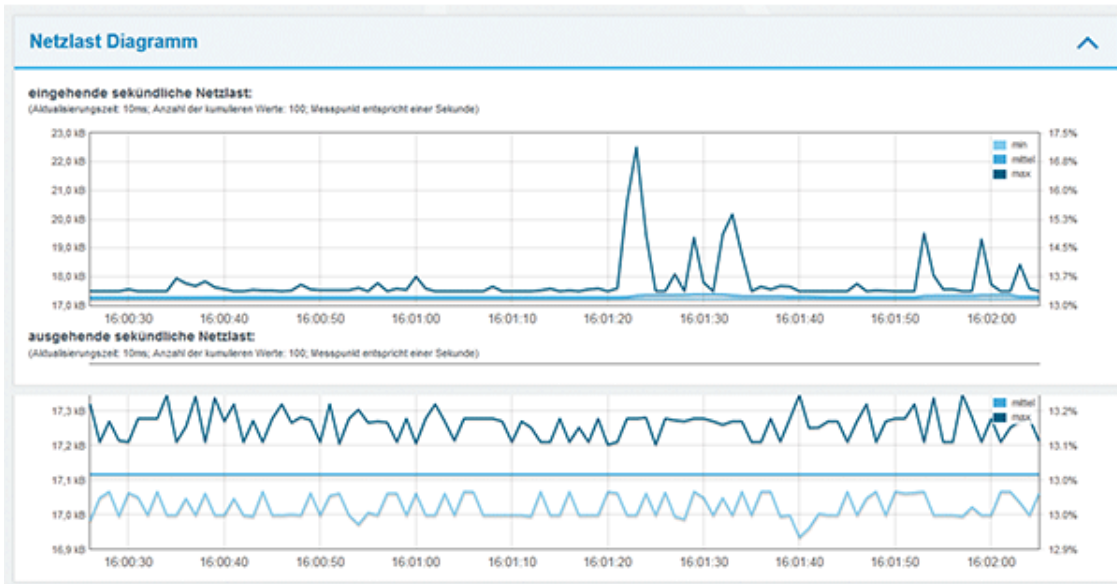 Netzlast Diagramm
eingehende sekündliche Netzlast:
(Aktualisierungszeit: 10ms; Anzahl der kumulieren Werte: 100; Messpunkt entspricht einer Sekunde)
23,0 kB 17.5%
min
22,0 kB 16.8%
mittel
max
21,0 kB 16.0%
20,0 kB 15.3%
19,0 kB 14.5%
18,0 kB 13.7%
17,0 kB 13.0%
16:00:30 16:00:40 16:00:50 16:01:00 16:01:10 16:01:20 16:01:30 16:01:40 16:01:50 16:02:00
ausgehende sekündliche Netzlast:
(Aktualisierungszeit: 10ms; Anzahl der kumulieren Werte: 100; Messpunkt entspricht einer Sekunde)
mittel
17,3 kB 13.2%
max
17,2 kB 13.1%
17,1 kB 13.0%
17,0 kB 13.0%
16,9 kB 12.9%
16:00:30 16:00:40 16:00:50 16:01:00 16:01:10 16:01:20 16:01:30 16:01:40 16:01:50 16:02:00